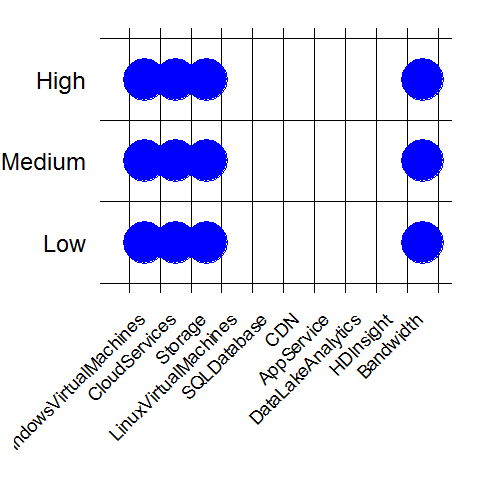 High
Medium
Low
ndowsVirtualMachines
CloudServices
Storage
LinuxVirtualMachines
SQLDatabase
CDN
AppService
DataLakeAnalytics
HDInsight
Bandwidth